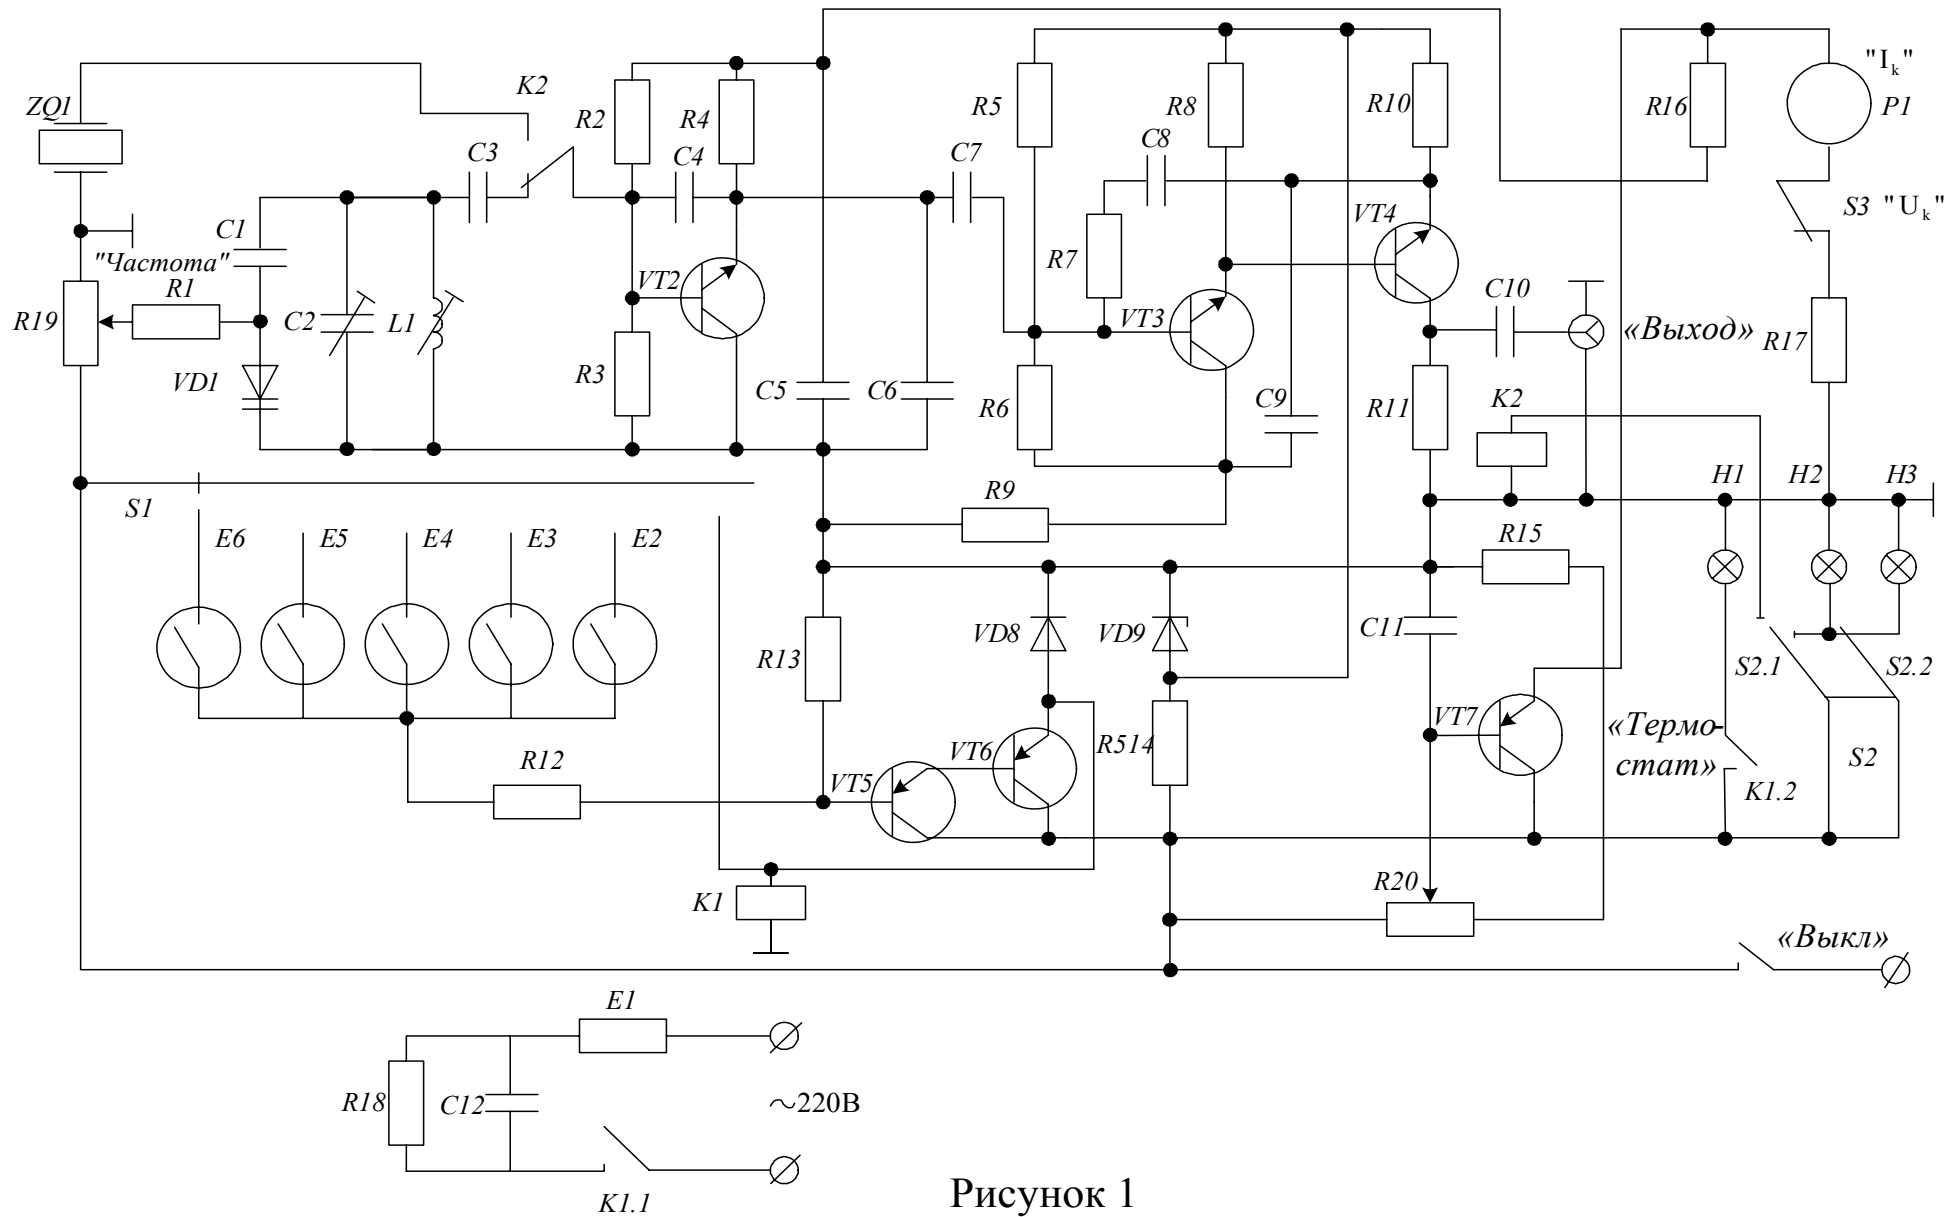 "I k"
ZQ1
K2
R2
R4
R5
R8
R10
R16
P1
C3
C4
C7
C8
C1
"Частота"
R1
VT2
R7
VT4
S3 "U k"
R19
C2
L1
VT3
C10
«Выход»
R17
VD1
R3
C5
C6
R6
C9
R11
K2
S1
R9
H1
H2
H3
E6
E5
E4
E3
E2
R15
R13
VD8
VD9
C11
S2.1
S2.2
R12
VT5
VT6
R514
VT7
«Термо-
стат»
S2
K1.2
K1
R20
«Выкл»
E1
R18
C12
~220В
K1.1
Рисунок 1